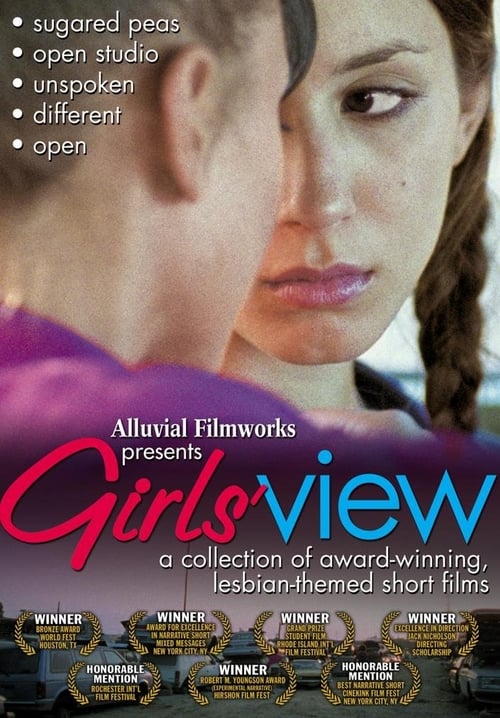 • sugared peas
• open studio
• unspoken
• different
• open
Alluvial Filmworks
presents
Girls' view
a collection of award-winning,
lesbian-themed short films
WINNER
BRONZE AWARD
WORLD FEST
HOUSTON, TX
WINNER
AWARD FOR EXCELLENCE
IN NARRATIVE SHORT
MIXED MESSAGES
NEW YORK CITY, NY
WINNER
GRAND PRIZE
STUDENT FILM
RHODE ISLAND INT'L
FILM FESTIVAL
WINNER
EXCELLENCE IN DIRECTION
JACK NICHOLSON
DIRECTING
SCHOLARSHIP
HONORABLE
MENTION
ROCHESTER INT'L
FILM FESTIVAL
WINNER
ROBERT M. YOUNGSON AWARD
(EXPERIMENTAL NARRATIVE)
HIRSHON FILM FEST
HONORABLE
MENTION
BEST NARRATIVE SHORT
CINEKINK FILM FEST
NEW YORK CITY, NY